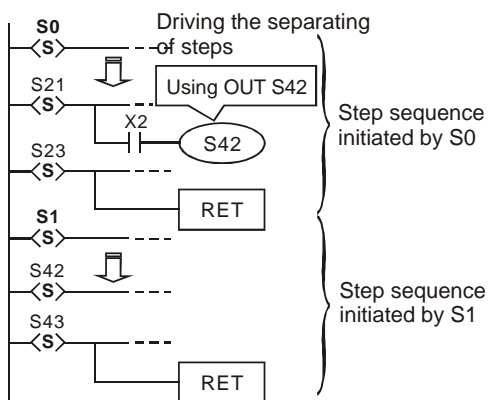 S0
S
Driving the separating
of steps
S21
S
Using OUT S42
X2
S42
Step sequence
initiated by S0
S23
S
RET
S1
S
S42
S
Step sequence
initiated by S1
S43
S
RET